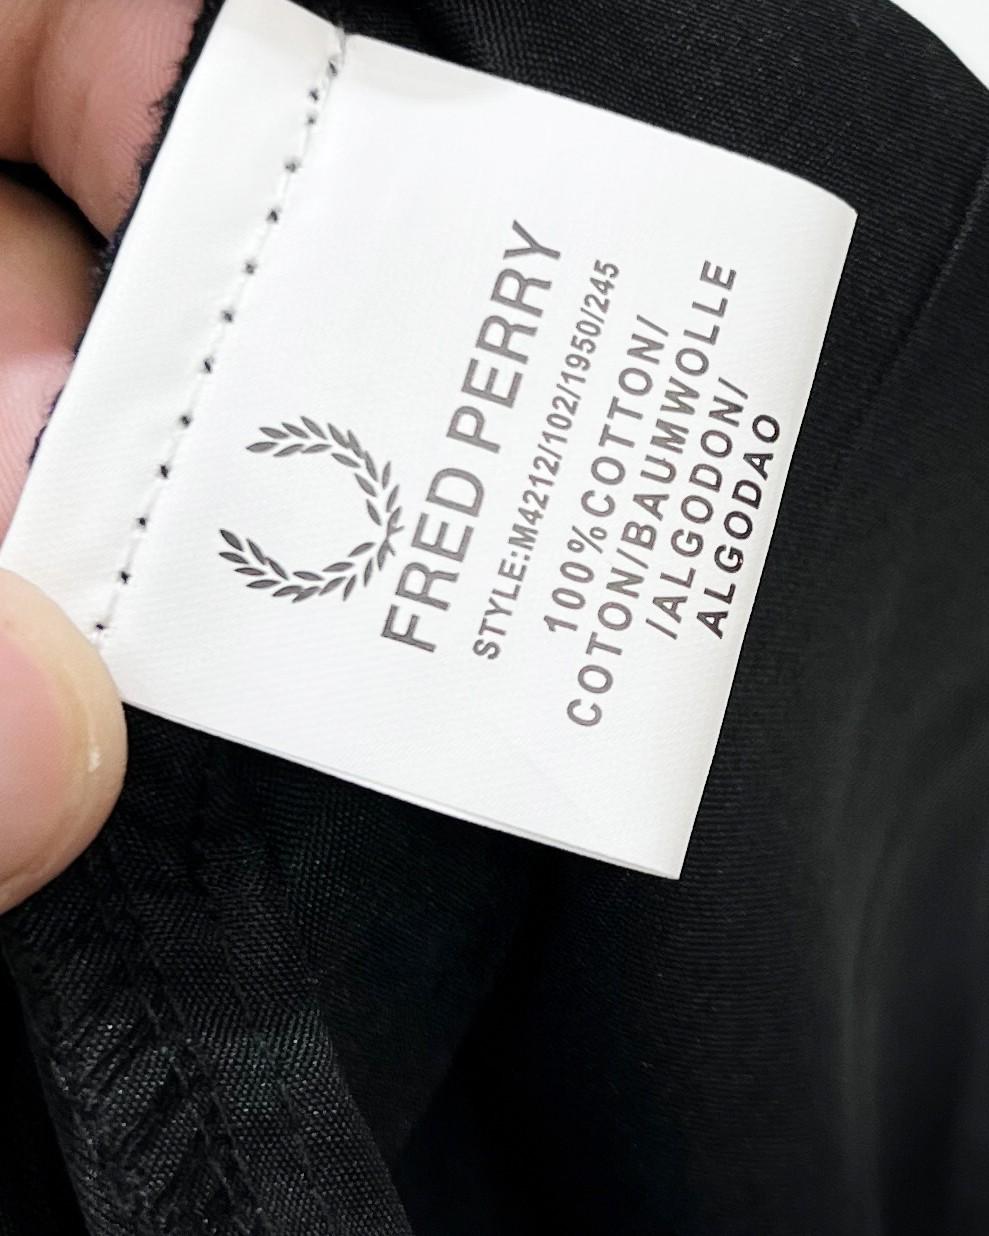 FRED PERRY
STYLE:M4212/102/1950/245
100%COTTON/
COTON/BAUMWOLLE
/ALGODON/
ALGODAO